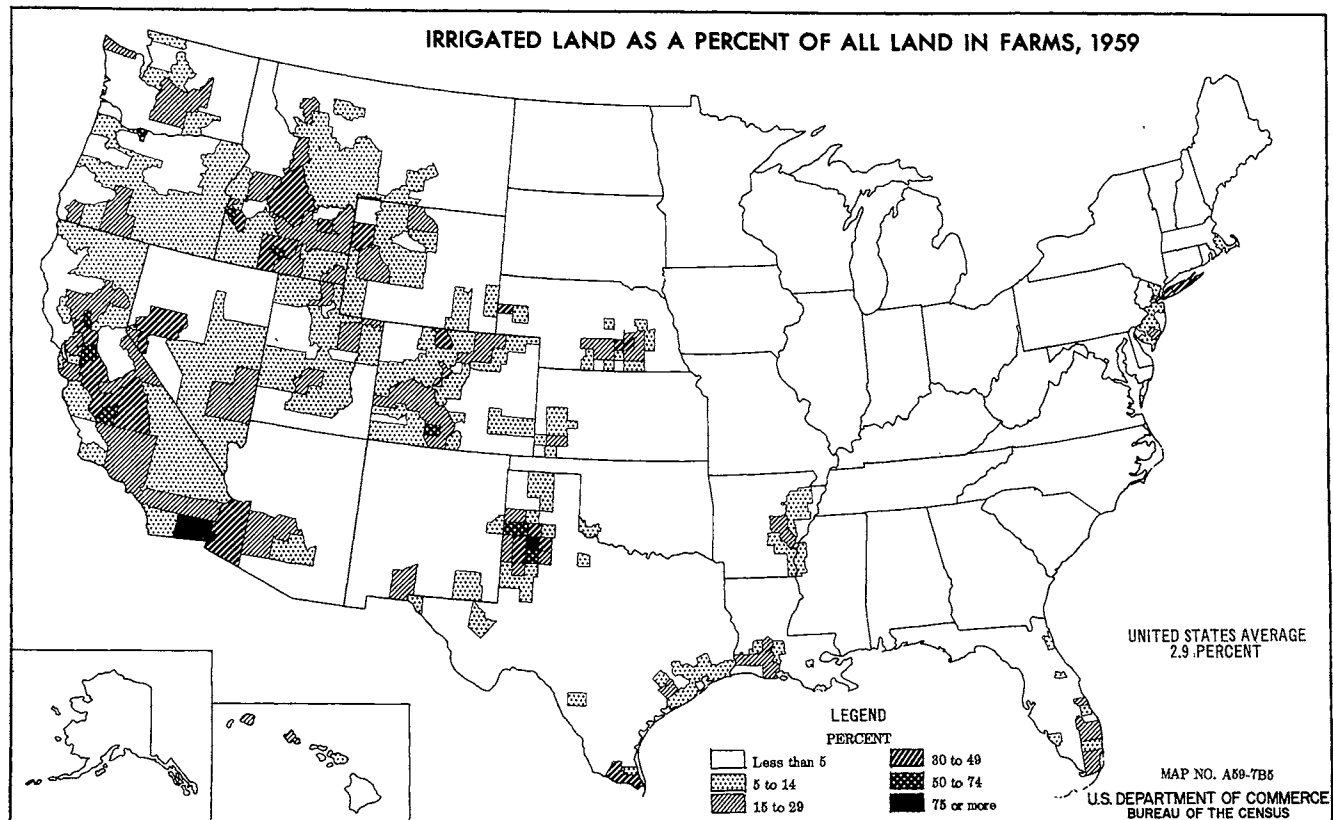 IRRIGATED LAND AS A PERCENT OF ALL LAND IN FARMS, 1959
UNITED STATES AVERAGE
2.9 PERCENT
LEGEND
PERCENT
Less than 5
5 to 14
15 to 29
30 to 49
50 to 74
75 or more
MAP NO. A59-7B5
U.S. DEPARTMENT OF COMMERCE
BUREAU OF THE CENSUS